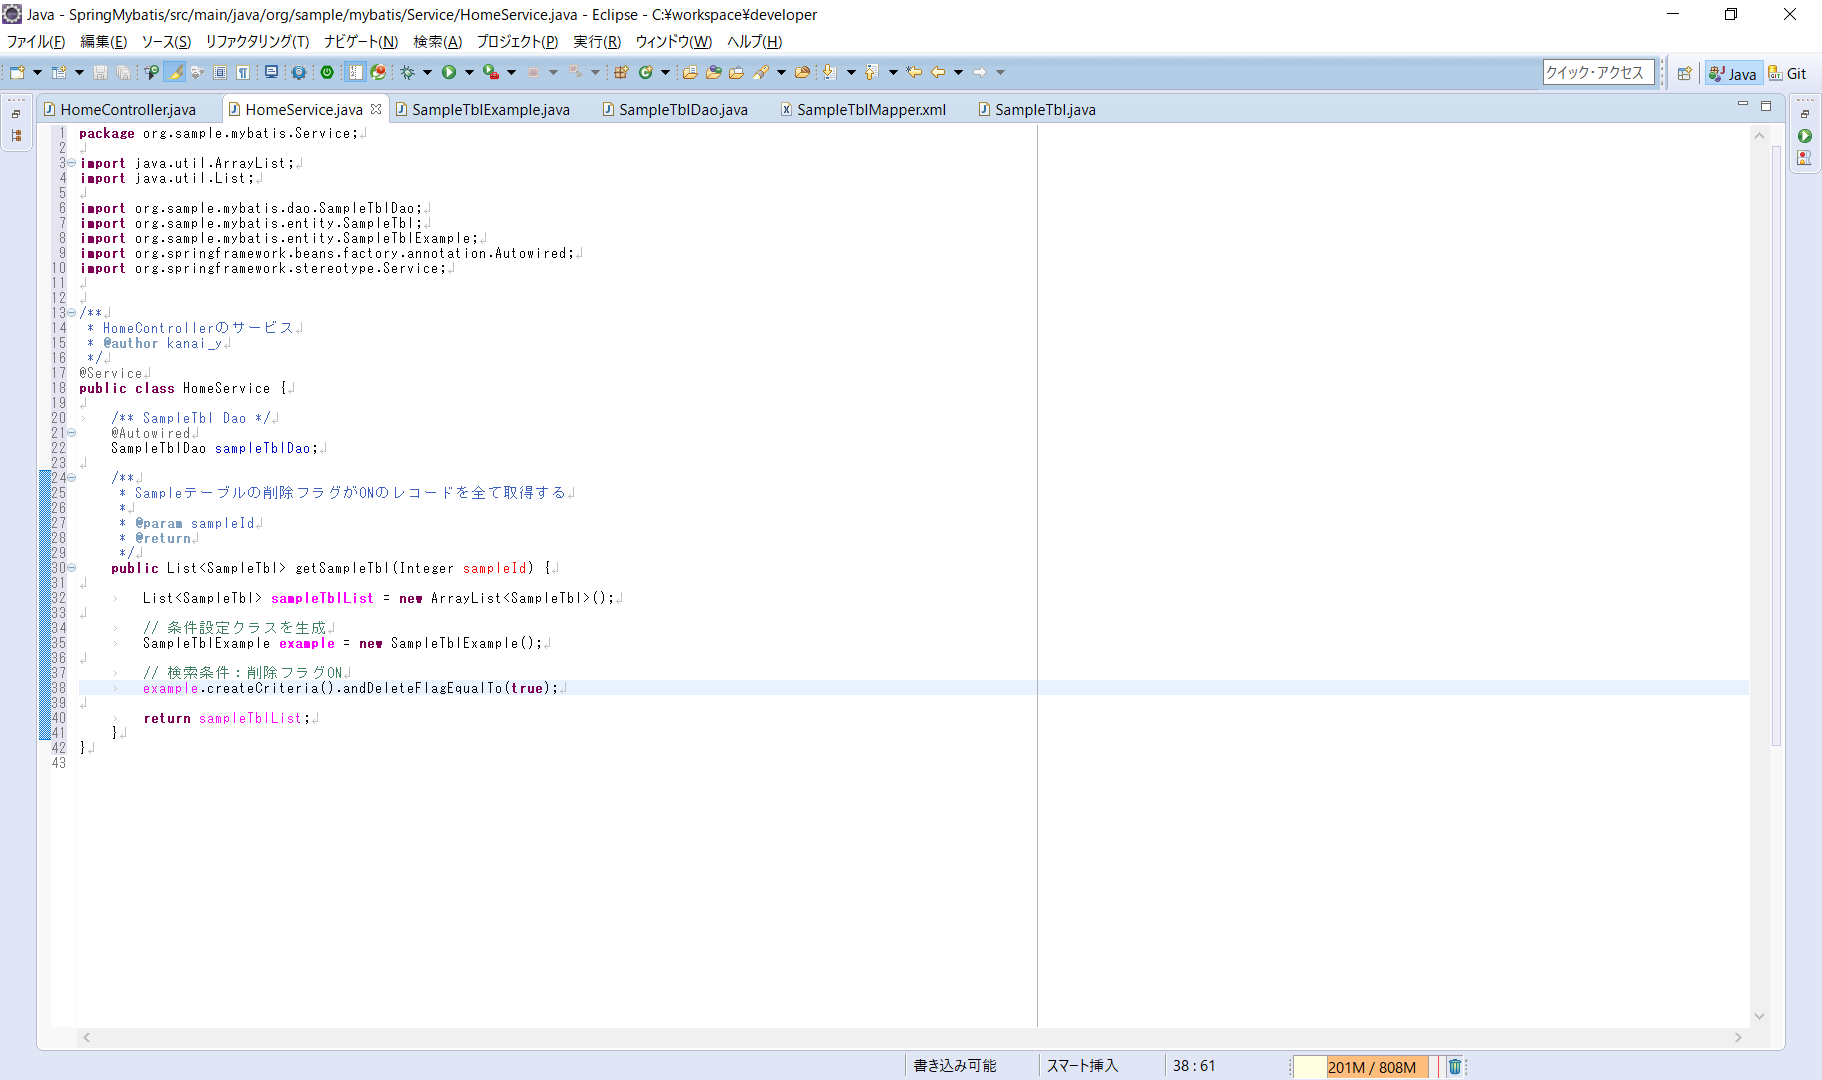 Java - SpringMybatis/src/main/java/org/sample/mybatis/Service/HomeService.java - Eclipse - C:¥workspace¥developer
ファイル(F) 編集(E) ソース(S) リファクタリング(T) ナビゲート(N) 検索(A) プロジェクト(P) 実行(R) ウィンドウ(W) ヘルプ(H)
クイック・アクセス Java Git
HomeController.java HomeService.java SampleTblExample.java SampleTblDao.java SampleTblMapper.xml SampleTbl.java
1 package org.sample.mybatis.Service;
2
3 import java.util.ArrayList;
4 import java.util.List;
5
6 import org.sample.mybatis.dao.SampleTblDao;
7 import org.sample.mybatis.entity.SampleTbl;
8 import org.sample.mybatis.entity.SampleTblExample;
9 import org.springframework.beans.factory.annotation.Autowired;
10 import org.springframework.stereotype.Service;
11
12
13 /**
14 * HomeControllerのサービス
15 * @author kanai_y
16 */
17 @Service
18 public class HomeService {
19
20 /** SampleTbl Dao */
21 @Autowired
22 SampleTblDao sampleTblDao;
23
24 /**
25 * Sampleテーブルの削除フラグがONのレコードを全て取得する
26 *
27 * @param sampleId
28 * @return
29 */
30 public List<SampleTbl> getSampleTbl(Integer sampleId) {
31
32 List<SampleTbl> sampleTblList = new ArrayList<SampleTbl>();
33
34 // 条件設定クラスを生成
35 SampleTblExample example = new SampleTblExample();
36
37 // 検索条件：削除フラグON
38 example.createCriteria().andDeleteFlagEqualTo(true);
39
40 return sampleTblList;
41 }
42 }
43
書き込み可能 スマート挿入 38 : 61 201M / 808M